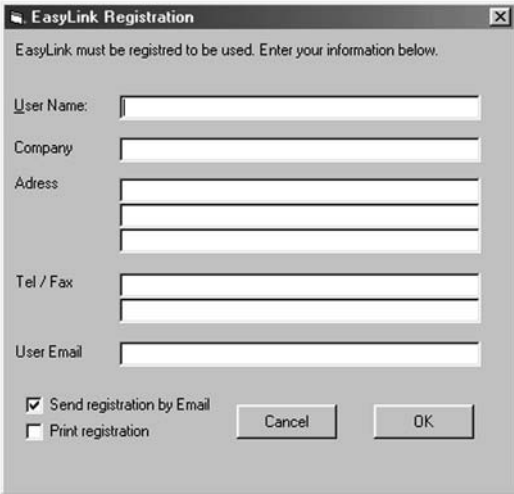 EasyLink Registration
EasyLink must be registred to be used. Enter your information below.
User Name:
Company
Adress
Tel / Fax
User Email
Send registration by Email
Print registration
Cancel
OK